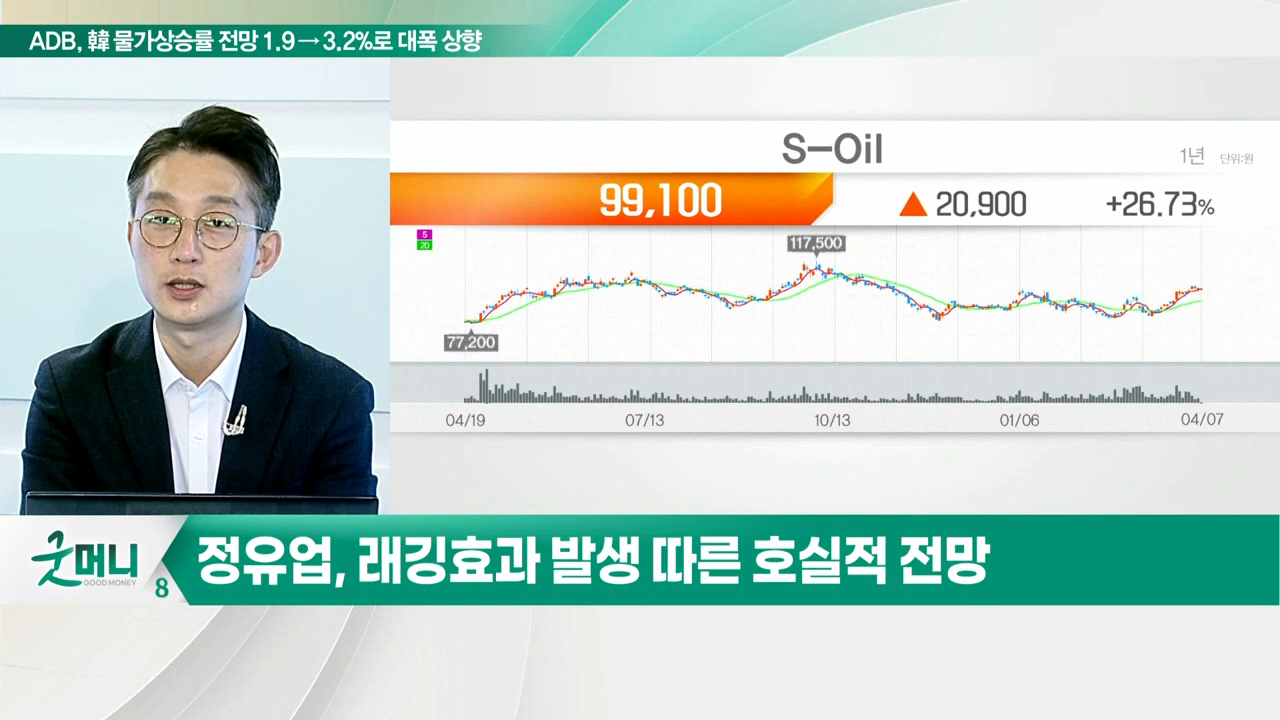 ADB, 韓 물가상승률 전망 1.9→3.2%로 대폭 상향
S-Oil
1년 단위:원
99,100 ▲ 20,900 +26.73%
5
20
117,500
77,200
04/19 07/13 10/13 01/06 04/07
굿머니
GOOD MONEY
8
정유업, 래깅효과 발생 따른 호실적 전망